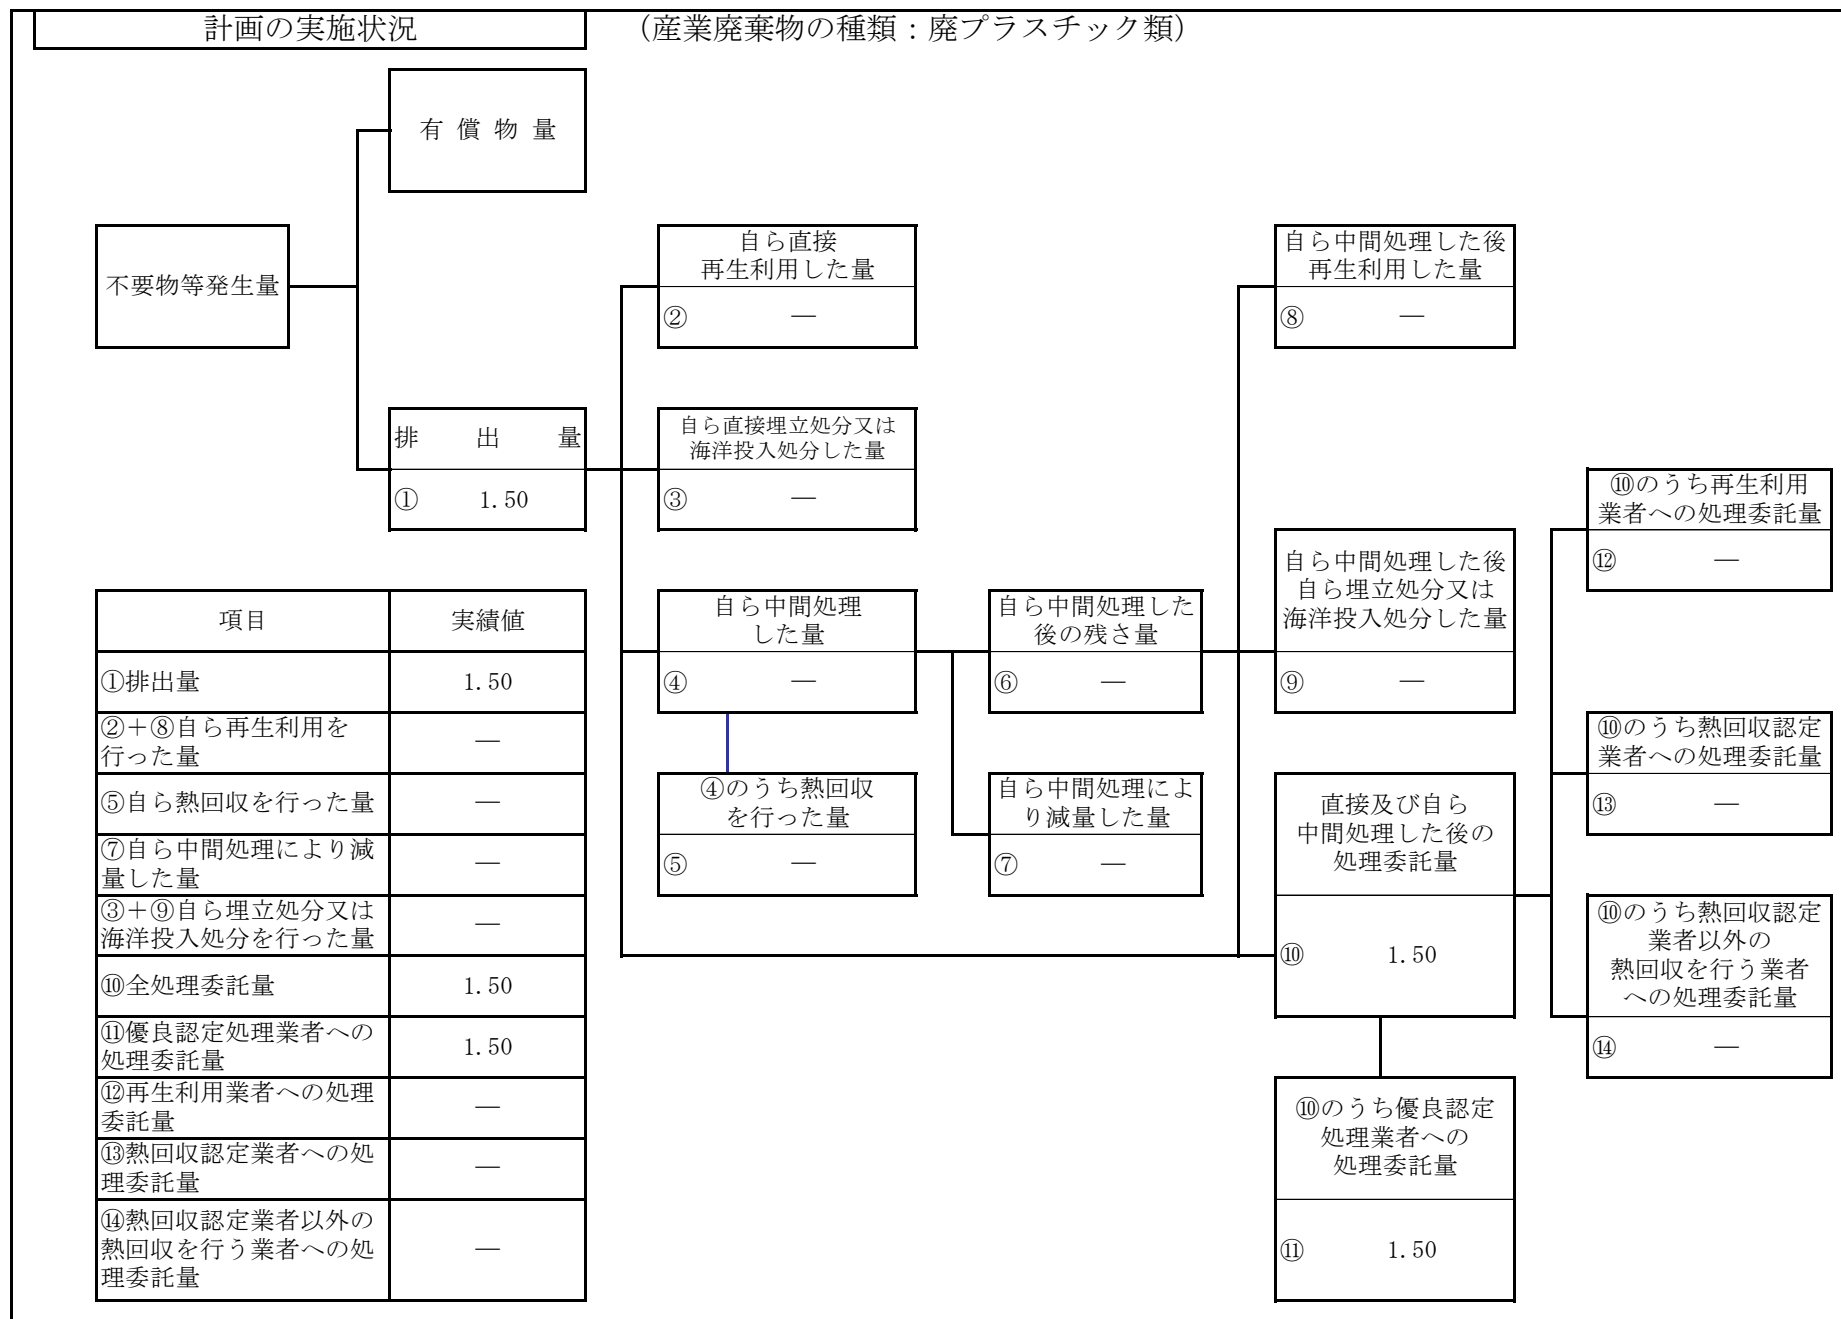 計画の実施状況
（産業廃棄物の種類：廃プラスチック類）
有 償 物 量
不要物等発生量
排 出 量
① 1.50
自ら直接
再生利用した量
② ―
自ら直接埋立処分又は
海洋投入処分した量
③ ―
自ら中間処理
した量
④ ―
④のうち熱回収
を行った量
⑤ ―
自ら中間処理した
後の残さ量
⑥ ―
自ら中間処理によ
り減量した量
⑦ ―
自ら中間処理した後
再生利用した量
⑧ ―
自ら中間処理した後
自ら埋立処分又は
海洋投入処分した量
⑨ ―
直接及び自ら
中間処理した後の
処理委託量
⑩ 1.50
⑩のうち優良認定
処理業者への
処理委託量
⑪ 1.50
⑩のうち再生利用
業者への処理委託量
⑫ ―
⑩のうち熱回収認定
業者への処理委託量
⑬ ―
⑩のうち熱回収認定
業者以外の
熱回収を行う業者
への処理委託量
⑭ ―
項目 実績値
①排出量 1.50
②＋⑧自ら再生利用を
行った量 ―
⑤自ら熱回収を行った量 ―
⑦自ら中間処理により減
量した量 ―
③＋⑨自ら埋立処分又は
海洋投入処分を行った量 ―
⑩全処理委託量 1.50
⑪優良認定処理業者への
処理委託量 1.50
⑫再生利用業者への処理
委託量 ―
⑬熱回収認定業者への処
理委託量 ―
⑭熱回収認定業者以外の
熱回収を行う業者への処
理委託量 ―